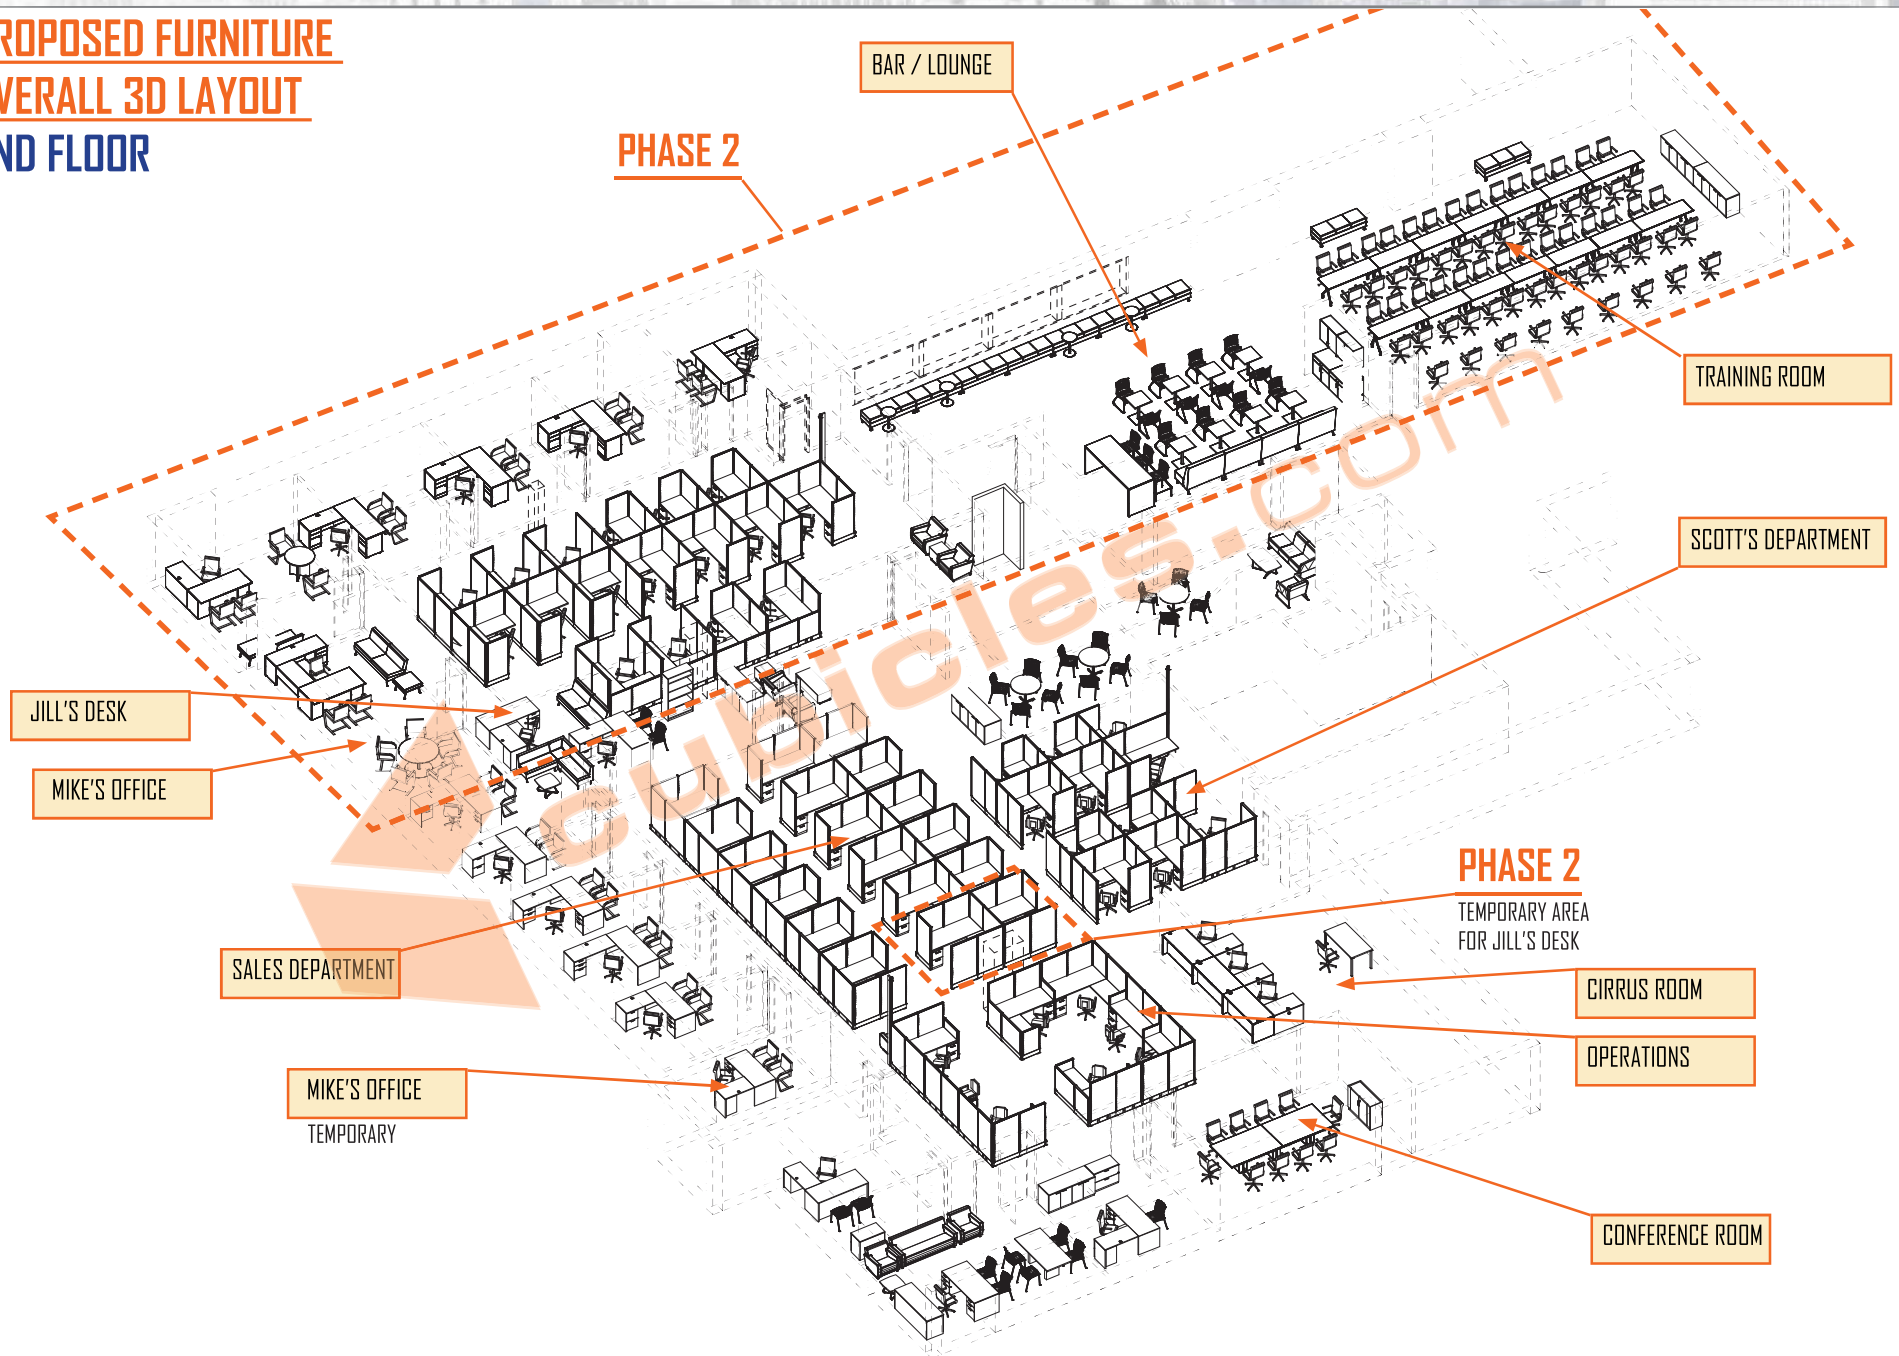 ROPOSED FURNITURE
VERALL 3D LAYOUT
ND FLOOR
BAR / LOUNGE
PHASE 2
TRAINING ROOM
SCOTT'S DEPARTMENT
JILL'S DESK
MIKE'S OFFICE
PHASE 2
TEMPORARY AREA
FOR JILL'S DESK
SALES DEPARTMENT
CIRRUS ROOM
OPERATIONS
MIKE'S OFFICE
TEMPORARY
CONFERENCE ROOM
cubicles.com